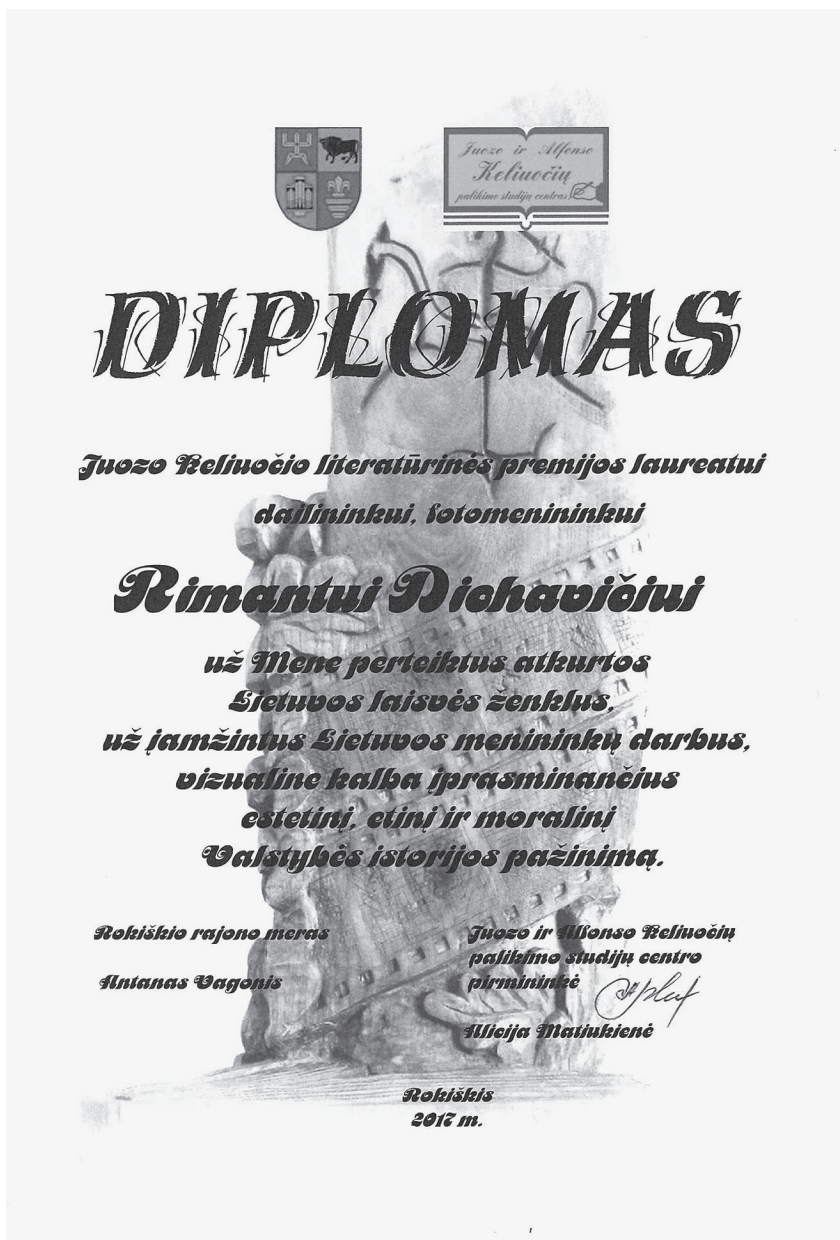 Juozo ir Alfonso
Keliuočių
palikimo studijų centras
DIPLOMAS
Juozo Keliuočio literatūrinės premijos laureatui
dailininkui, fotomenininkui
Rimantui Dichavičiui
už Mene perteiktus atkurtos
Lietuvos laisvės ženklus,
už įamžintus Lietuvos menininkų darbus,
vizualine kalba įprasminančius
estetinį, etinį ir moralinį
Valstybės istorijos pažinimą.
Rokiškio rajono meras
Antanas Vagonis
Juozo ir Alfonso Keliuočių
palikimo studijų centro
pirmininkė
Alicija Matiukienė
Rokiškis
2017 m.